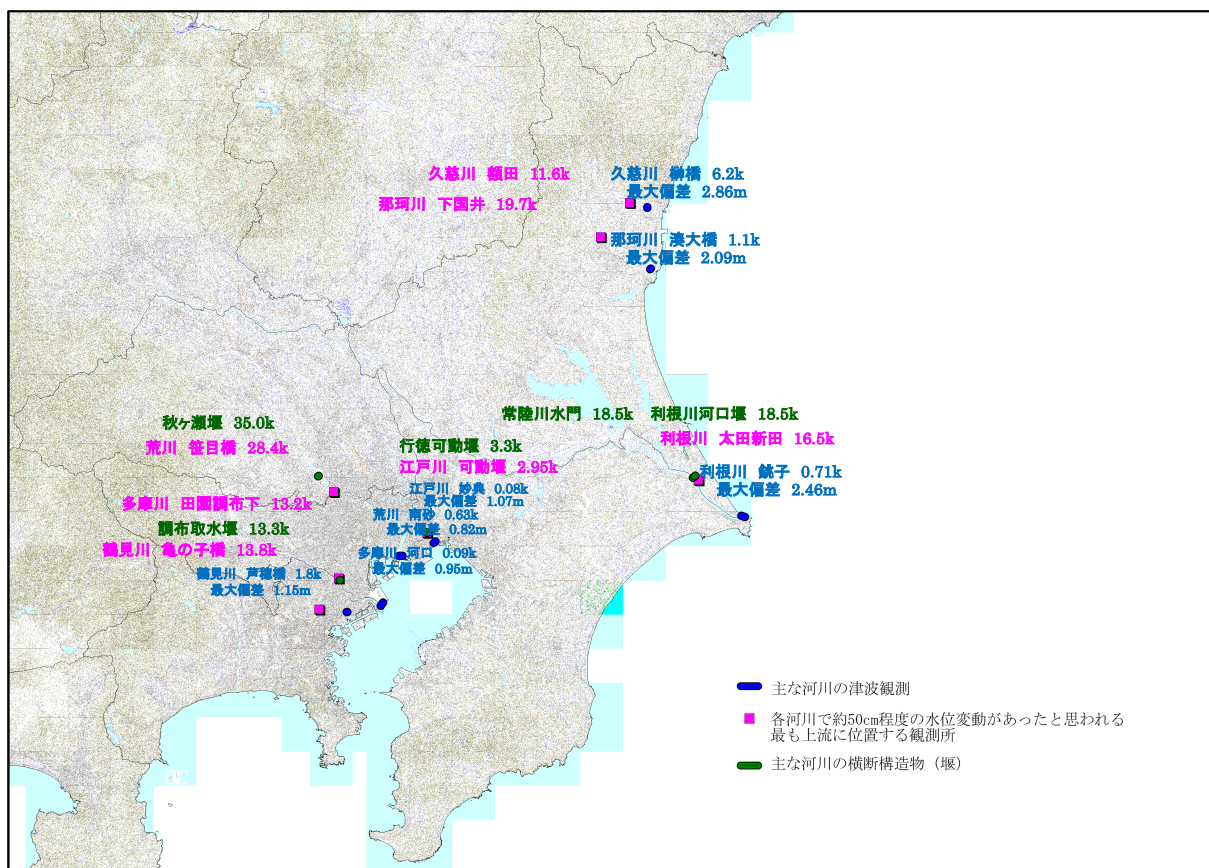 久慈川 額田 11.6k
久慈川 榊橋 6.2k
最大偏差 2.86m
那珂川 下国井 19.7k
那珂川 湊大橋 1.1k
最大偏差 2.09m
常陸川水門 18.5k
利根川河口堰 18.5k
利根川 太田新田 16.5k
利根川 銚子 0.71k
最大偏差 2.46m
秋ヶ瀬堰 35.0k
荒川 笹目橋 28.4k
行徳可動堰 3.3k
江戸川 可動堰 2.95k
江戸川 妙典 0.08k
最大偏差 1.07m
多摩川 田園調布下 13.2k
荒川 南砂 0.63k
最大偏差 0.82m
調布取水堰 13.3k
鶴見川 亀の子橋 13.8k
多摩川 河口 0.09k
最大偏差 0.95m
鶴見川 芦穂橋 1.8k
最大偏差 1.15m
主な河川の津波観測
各河川で約50cm程度の水位変動があったと思われる
最も上流に位置する観測所
主な河川の横断構造物（堰）